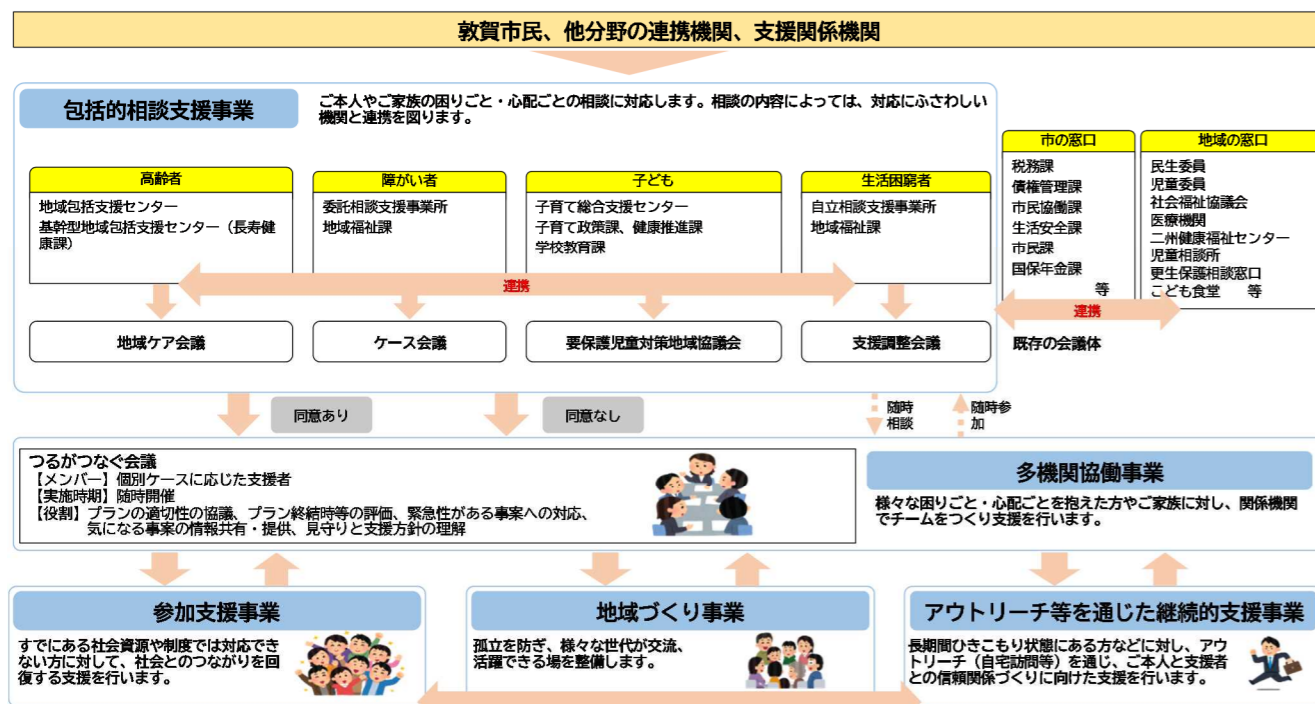 敦賀市民、他分野の連携機関、支援関係機関
包括的相談支援事業
ご本人やご家族の困りごと・心配ごとの相談に対応します。相談の内容によっては、対応にふさわしい
機関と連携を図ります。
高齢者
地域包括支援センター
基幹型地域包括支援センター（長寿健
康課）
障がい者
委託相談支援事業所
地域福祉課
子ども
子育て総合支援センター
子育て政策課、健康推進課
学校教育課
生活困窮者
自立相談支援事業所
地域福祉課
連携
地域ケア会議
ケース会議
要保護児童対策地域協議会
支援調整会議
市の窓口
税務課
債権管理課
市民協働課
生活安全課
市民課
国保年金課
等
地域の窓口
民生委員
児童委員
社会福祉協議会
医療機関
二州健康福祉センター
児童相談所
更生保護相談窓口
こども食堂　等
連携
既存の会議体
同意あり
同意なし
随時
相談
随時参
加
つるがつなぐ会議
【メンバー】個別ケースに応じた支援者
【実施時期】随時開催
【役割】プランの適切性の協議、プラン終結時等の評価、緊急性がある事案への対応、
気になる事案の情報共有・提供、見守りと支援方針の理解
多機関協働事業
様々な困りごと・心配ごとを抱えた方やご家族に対し、関係機関
でチームをつくり支援を行います。
参加支援事業
すでにある社会資源や制度では対応でき
ない方に対して、社会とのつながりを回
復する支援を行います。
地域づくり事業
孤立を防ぎ、様々な世代が交流、
活躍できる場を整備します。
アウトリーチ等を通じた継続的支援事業
長期間ひきこもり状態にある方などに対し、アウ
トリーチ（自宅訪問等）を通じ、ご本人と支援者
との信頼関係づくりに向けた支援を行います。